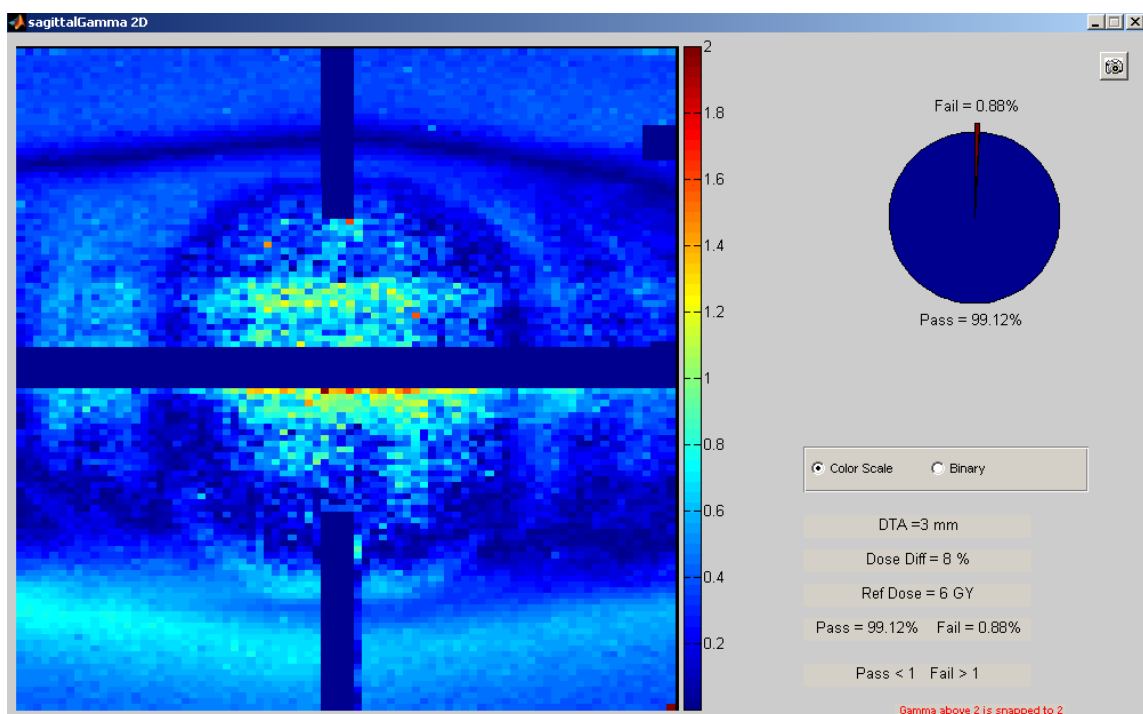 sagittalGamma 2D
2
1.8
1.6
1.4
1.2
1
0.8
0.6
0.4
0.2
Fail = 0.88%
Pass = 99.12%
Color Scale Binary
DTA =3 mm
Dose Diff = 8 %
Ref Dose = 6 GY
Pass = 99.12% Fail = 0.88%
Pass < 1 Fail > 1
Gamma above 2 is snapped to 2